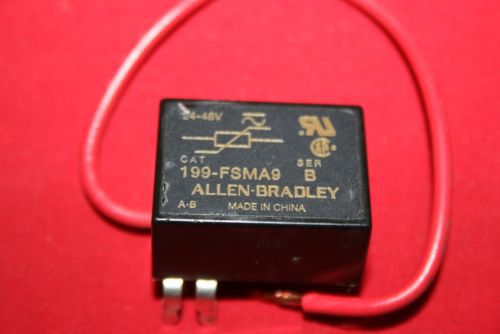 24-48V
CAT SER
199-FSMA9 B
ALLEN-BRADLEY
A-B MADE IN CHINA